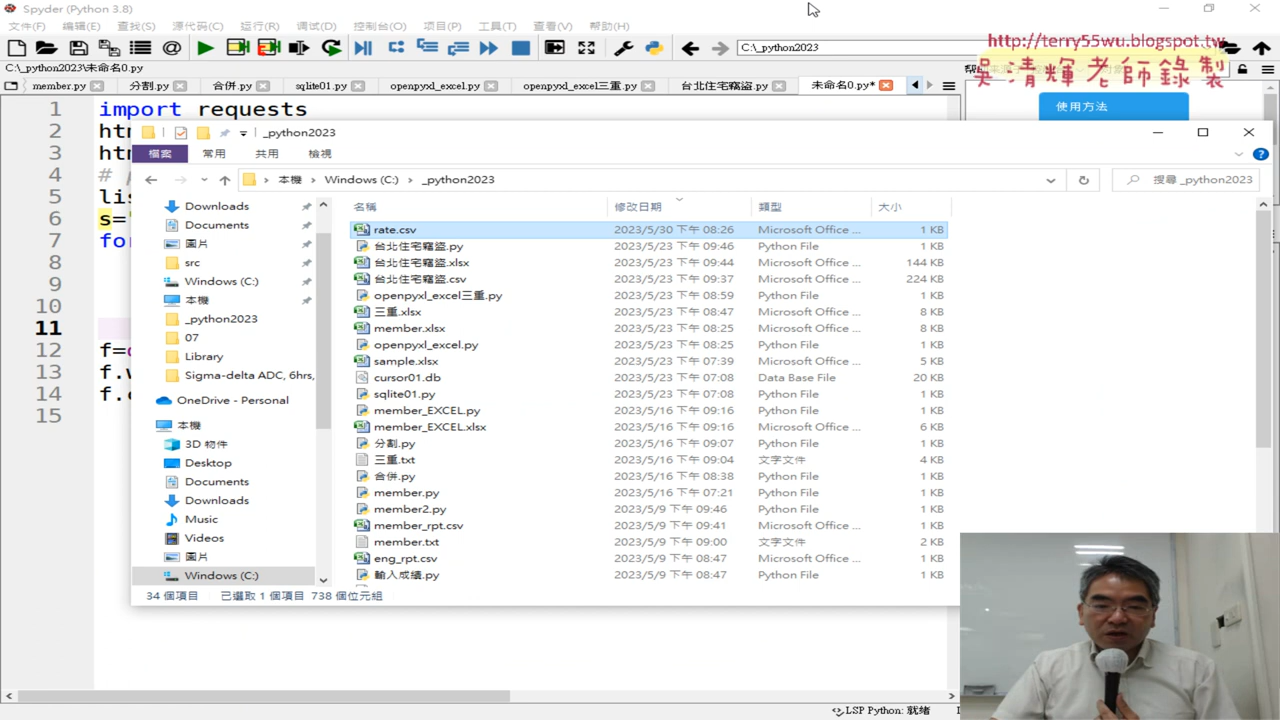 Spyder (Python 3.8)
文件(F) 编辑(E) 查找(S) 源代码(C) 运行(R) 调试(D) 控制台(O) 项目(P) 工具(T) 查看(V) 帮助(H)
C:\_python2023
http://terry55wu.blogspot.tw
吳清輝老師錄製
C:\_python2023\未命名0.py
member.py 分割.py 合併.py sqlite01.py openpyxl_excel.py openpyxl_excel三重.py 台北住宅竊盜.py 未命名0.py*
使用方法
1 import requests
2
3
4 #
5
6 s=
7
8
9
10
11
12
13
14
15
_python2023
檔案 常用 共用 檢視
本機 Windows (C:) _python2023
搜尋 _python2023
Downloads
Documents
圖片
src
Windows (C:)
本機
_python2023
07
Library
Sigma-delta ADC, 6hrs,
OneDrive - Personal
本機
3D 物件
Desktop
Documents
Downloads
Music
Videos
圖片
Windows (C:)
名稱 修改日期 類型 大小
rate.csv 2023/5/30 下午 08:26 Microsoft Office ... 1 KB
台北住宅竊盜.py 2023/5/23 下午 09:46 Python File 1 KB
台北住宅竊盜.xlsx 2023/5/23 下午 09:44 Microsoft Office ... 144 KB
台北住宅竊盜.csv 2023/5/23 下午 09:37 Microsoft Office ... 224 KB
openpyxl_excel三重.py 2023/5/23 下午 08:59 Python File 1 KB
三重.xlsx 2023/5/23 下午 08:47 Microsoft Office ... 8 KB
member.xlsx 2023/5/23 下午 08:25 Microsoft Office ... 8 KB
openpyxl_excel.py 2023/5/23 下午 08:25 Python File 1 KB
sample.xlsx 2023/5/23 下午 07:39 Microsoft Office ... 5 KB
cursor01.db 2023/5/23 下午 07:08 Data Base File 20 KB
sqlite01.py 2023/5/23 下午 07:08 Python File 1 KB
member_EXCEL.py 2023/5/16 下午 09:16 Python File 1 KB
member_EXCEL.xlsx 2023/5/16 下午 09:16 Microsoft Office ... 6 KB
分割.py 2023/5/16 下午 09:07 Python File 1 KB
三重.txt 2023/5/16 下午 09:04 文字文件 4 KB
合併.py 2023/5/16 下午 08:38 Python File 1 KB
member.py 2023/5/16 下午 07:21 Python File 1 KB
member2.py 2023/5/9 下午 09:46 Python File 1 KB
member_rpt.csv 2023/5/9 下午 09:41 Microsoft Office ... 1 KB
member.txt 2023/5/9 下午 09:00 文字文件 2 KB
eng_rpt.csv 2023/5/9 下午 08:47 Microsoft Office ... 1 KB
輸入成績.py 2023/5/9 下午 08:47 Python File 1 KB
34 個項目 已選取 1 個項目 738 個位元組
LSP Python: 就绪